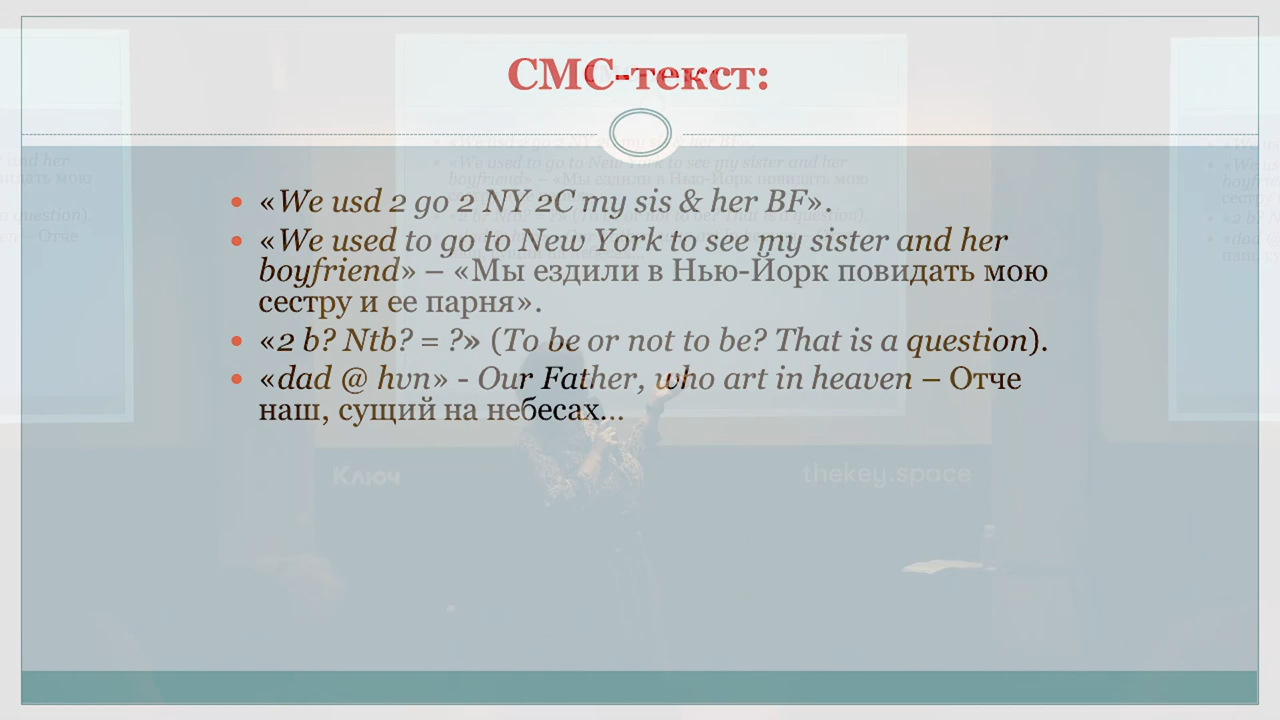 СМС-текст:
«We usd 2 go 2 NY 2C my sis & her BF».
«We used to go to New York to see my sister and her
boyfriend» – «Мы ездили в Нью-Йорк повидать мою
сестру и ее парня».
«2 b? Ntb? = ?» (To be or not to be? That is a question).
«dad @ hvn» - Our Father, who art in heaven – Отче
наш, сущий на небесах...
Ключ
thekey.space